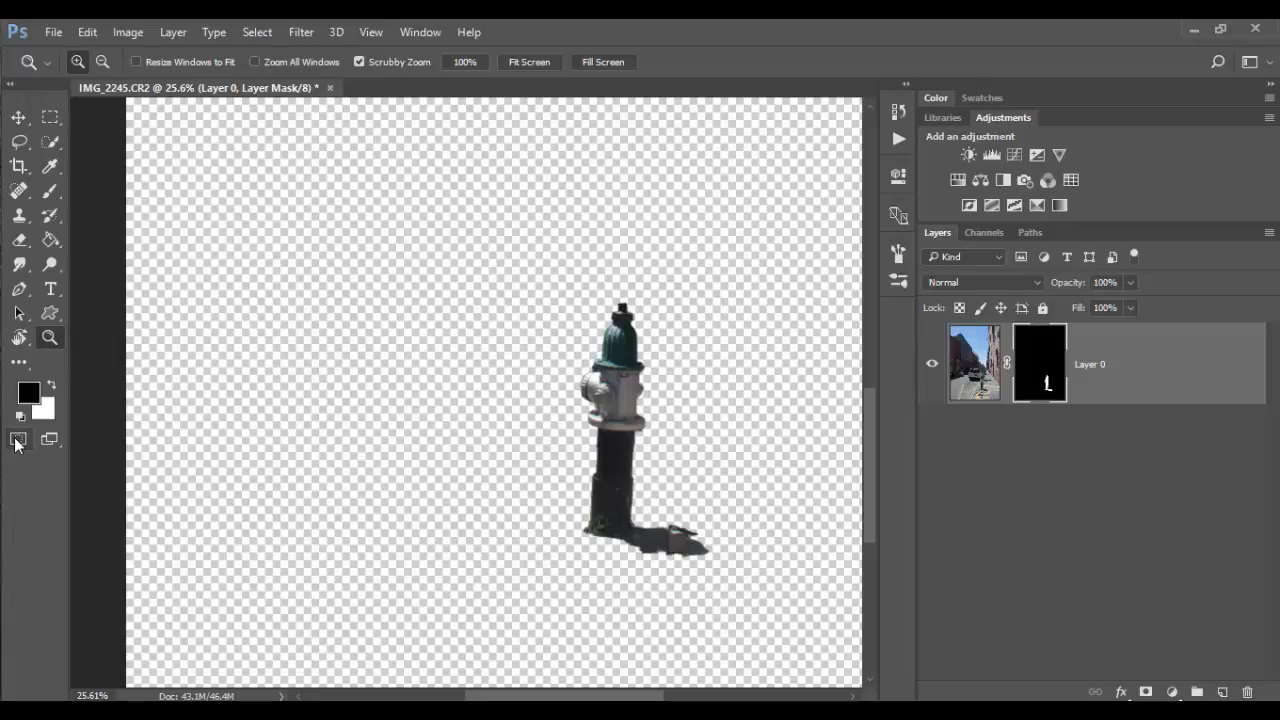 Ps File Edit Image Layer Type Select Filter 3D View Window Help
Resize Windows to Fit Zoom All Windows Scrubby Zoom 100% Fit Screen Fill Screen
IMG_2245.CR2 @ 25.6% (Layer 0, Layer Mask/8) * ×
Color Swatches
Libraries Adjustments
Add an adjustment
Layers Channels Paths
Kind
Normal Opacity: 100%
Lock: Fill: 100%
Layer 0
25.61% Doc: 43.1M/46.4M